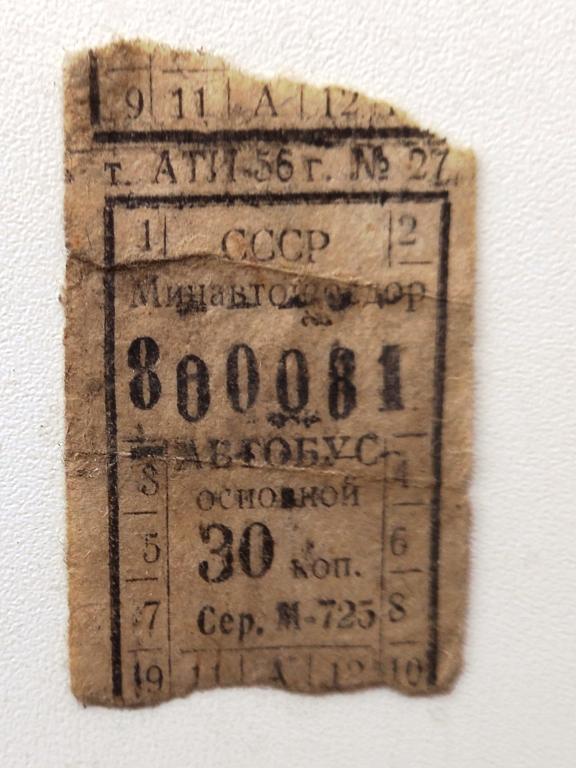 9 11 А 12
т. АТИ-56 г. № 27
1 СССР 2
Минавтошосдор
800081
АВТОБУС
3 основной 4
5 30 коп. 6
7 Сер. М-725 8
9 11 А 12 10